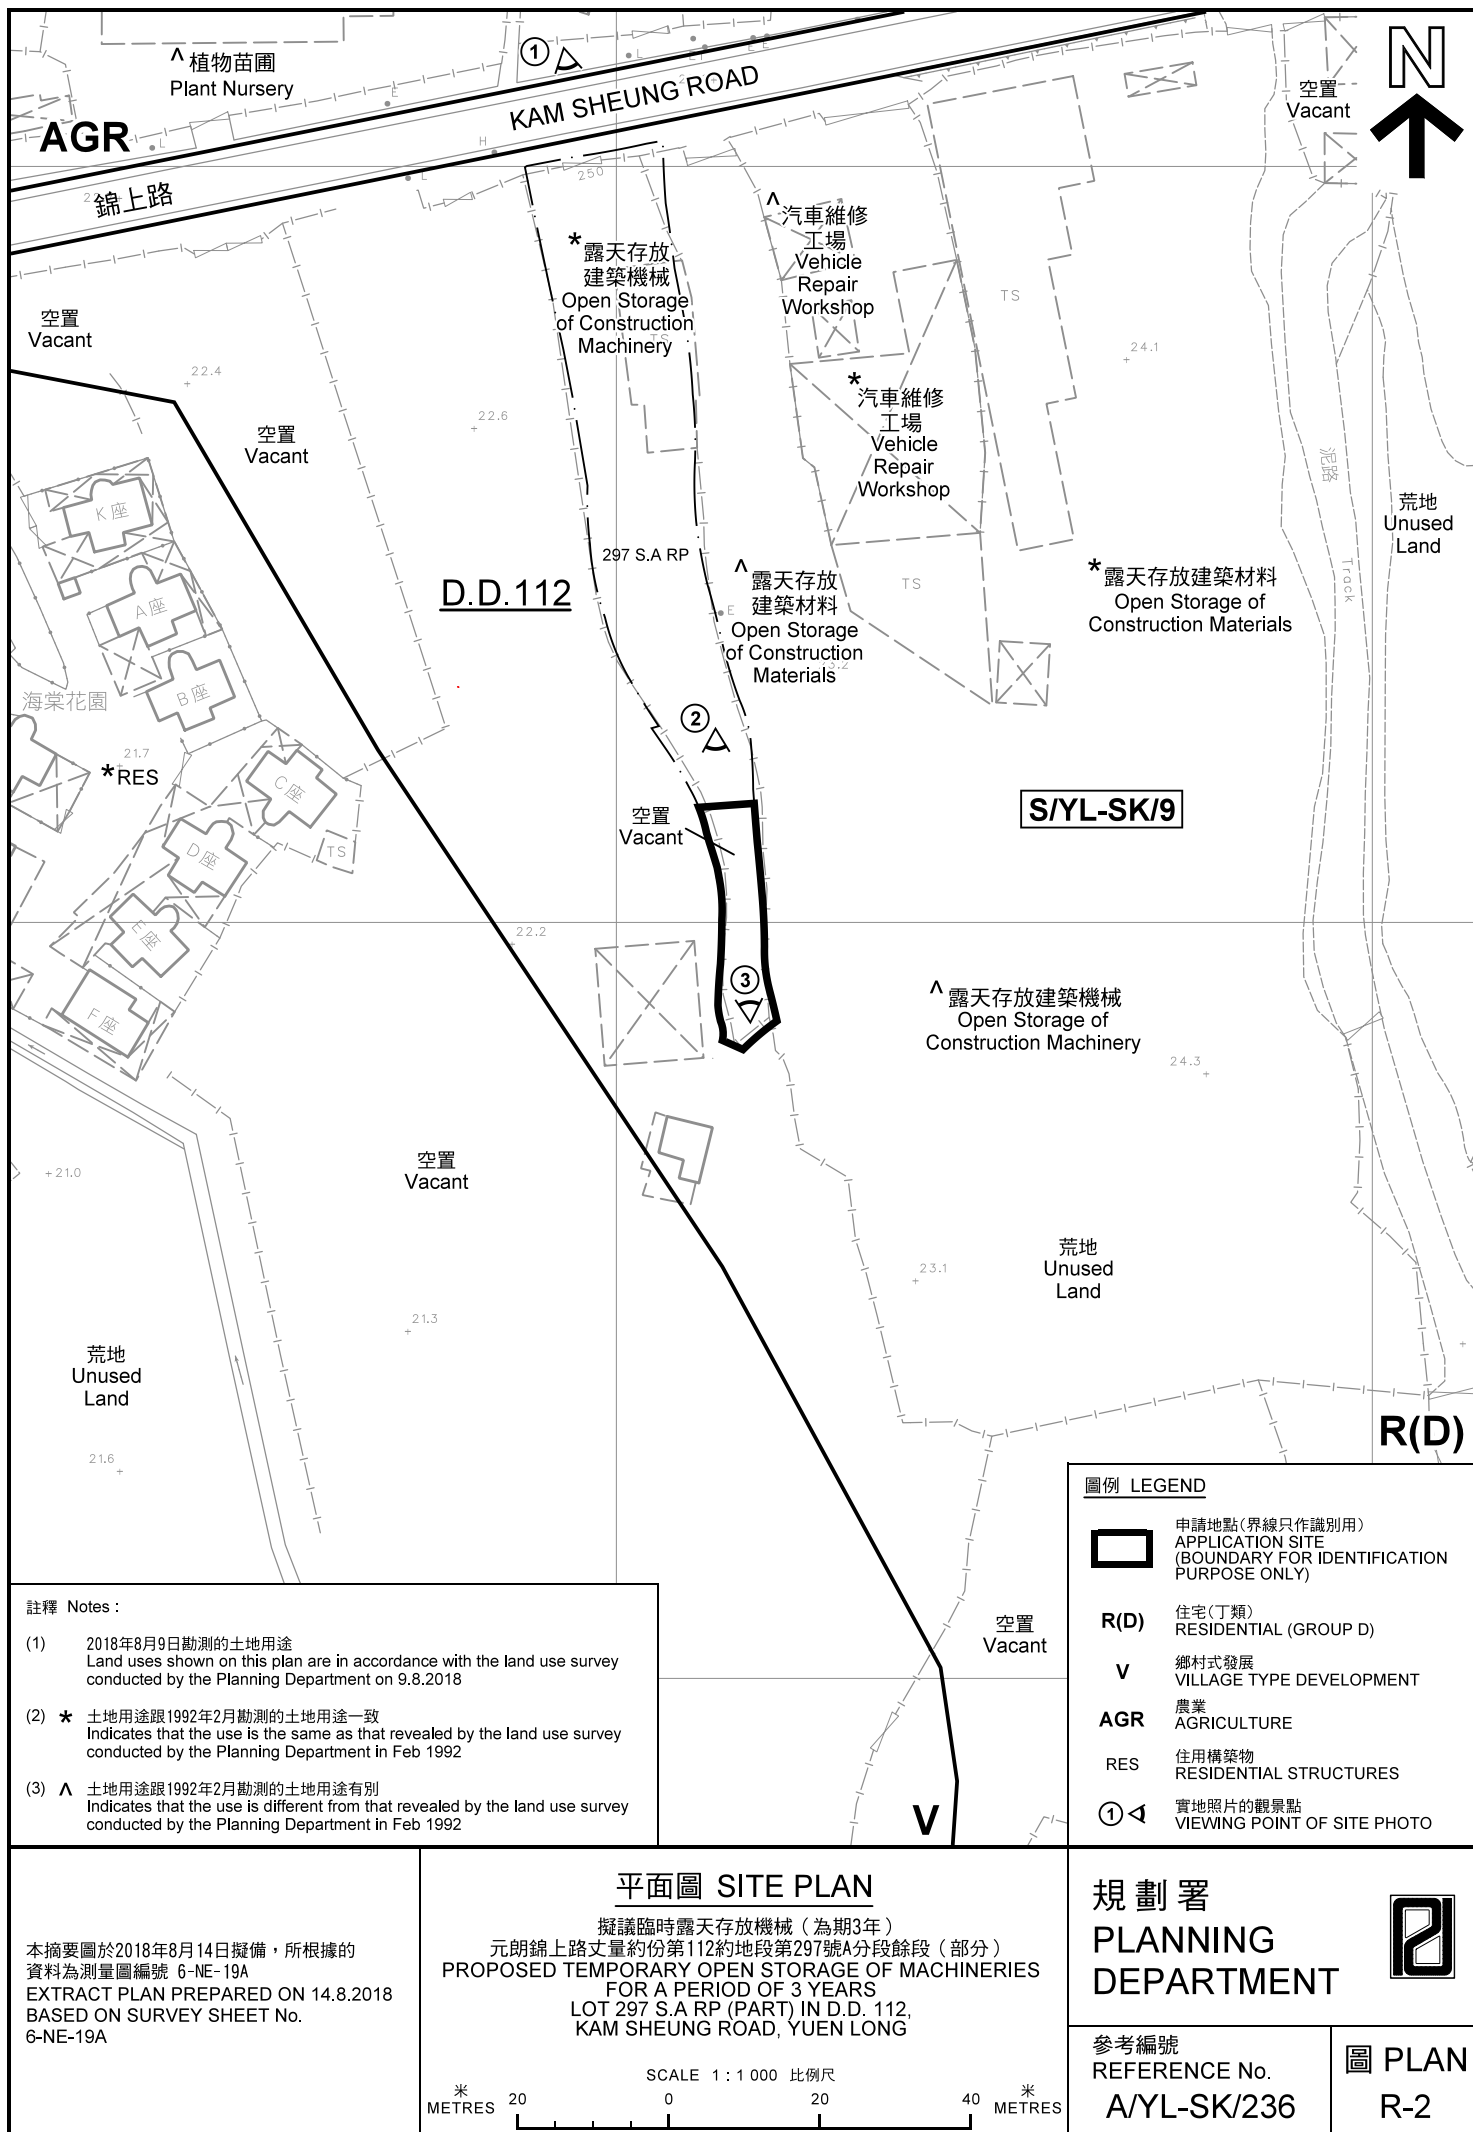 ^ 植物苗圃
Plant Nursery
AGR
①
KAM SHEUNG ROAD
錦上路
N
空置
Vacant
250
* 露天存放
建築機械
Open Storage
of Construction
Machinery
TS
^ 汽車維修
工場
Vehicle
Repair
Workshop
TS
24.1
空置
Vacant
22.4
空置
Vacant
22.6
* 汽車維修
工場
Vehicle
Repair
Workshop
泥路
Track
荒地
Unused
Land
K座
A座
B座
海棠花園
21.7
*RES
C座
D座
TS
E座
F座
297 S.A RP
D.D.112
^ 露天存放
建築材料
Open Storage
of Construction
Materials
23.2
E
TS
* 露天存放建築材料
Open Storage of
Construction Materials
②
空置
Vacant
S/YL-SK/9
22.2
③
^ 露天存放建築機械
Open Storage of
Construction Machinery
24.3
21.0
空置
Vacant
荒地
Unused
Land
23.1
21.3
荒地
Unused
Land
21.6
R(D)
空置
Vacant
V
圖例 LEGEND
申請地點(界線只作識別用)
APPLICATION SITE
(BOUNDARY FOR IDENTIFICATION
PURPOSE ONLY)
R(D) 住宅(丁類)
RESIDENTIAL (GROUP D)
V 鄉村式發展
VILLAGE TYPE DEVELOPMENT
AGR 農業
AGRICULTURE
RES 住用構築物
RESIDENTIAL STRUCTURES
① 實地照片的觀景點
VIEWING POINT OF SITE PHOTO
註釋 Notes :
(1) 2018年8月9日勘測的土地用途
Land uses shown on this plan are in accordance with the land use survey
conducted by the Planning Department on 9.8.2018
(2) * 土地用途跟1992年2月勘測的土地用途一致
Indicates that the use is the same as that revealed by the land use survey
conducted by the Planning Department in Feb 1992
(3) ^ 土地用途跟1992年2月勘測的土地用途有別
Indicates that the use is different from that revealed by the land use survey
conducted by the Planning Department in Feb 1992
本摘要圖於2018年8月14日擬備，所根據的
資料為測量圖編號 6-NE-19A
EXTRACT PLAN PREPARED ON 14.8.2018
BASED ON SURVEY SHEET No.
6-NE-19A
平面圖 SITE PLAN
擬議臨時露天存放機械（為期3年）
元朗錦上路丈量約份第112約地段第297號A分段餘段（部分）
PROPOSED TEMPORARY OPEN STORAGE OF MACHINERIES
FOR A PERIOD OF 3 YEARS
LOT 297 S.A RP (PART) IN D.D. 112,
KAM SHEUNG ROAD, YUEN LONG
SCALE 1 : 1 000 比例尺
米
METRES 20 0 20 40 米
METRES
規劃署
PLANNING
DEPARTMENT
參考編號
REFERENCE No.
A/YL-SK/236
圖 PLAN
R-2